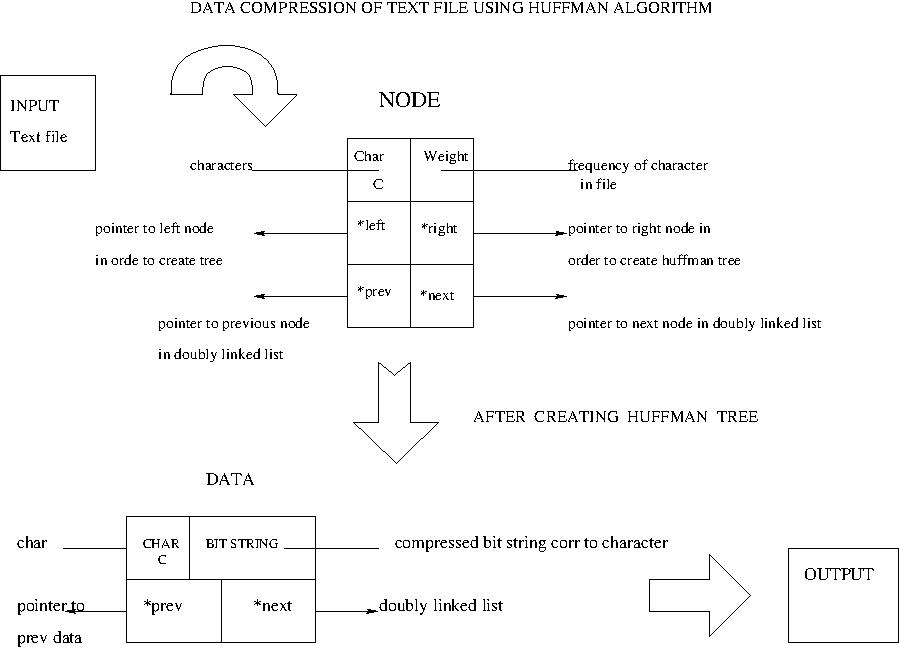 DATA COMPRESSION OF TEXT FILE USING HUFFMAN ALGORITHM
INPUT
Text file
NODE
characters
Char
C
Weight
frequency of character
in file
pointer to left node
in orde to create tree
*left
*right
pointer to right node in
order to create huffman tree
*prev
*next
pointer to previous node
in doubly linked list
pointer to next node in doubly linked list
AFTER CREATING HUFFMAN TREE
DATA
char
CHAR
C
BIT STRING
compressed bit string corr to character
pointer to
prev data
*prev
*next
doubly linked list
OUTPUT